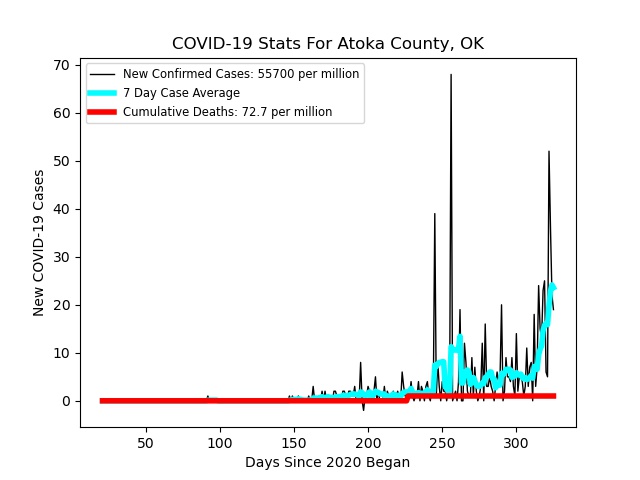 COVID-19 Stats For Atoka County, OK
New Confirmed Cases: 55700 per million
7 Day Case Average
Cumulative Deaths: 72.7 per million
70
60
50
40
30
20
10
0
New COVID-19 Cases
50 100 150 200 250 300
Days Since 2020 Began